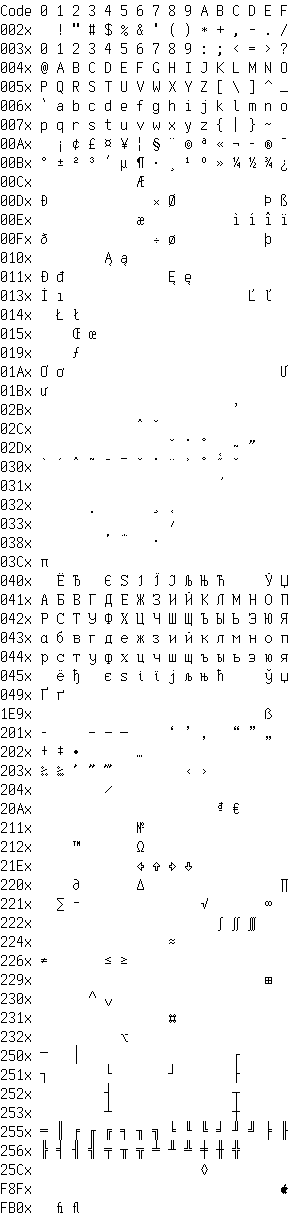 Code 0 1 2 3 4 5 6 7 8 9 A B C D E F
002x ! " # $ % & ' ( ) * + , - . /
003x 0 1 2 3 4 5 6 7 8 9 : ; < = > ?
004x @ A B C D E F G H I J K L M N O
005x P Q R S T U V W X Y Z [ \ ] ^ _
006x ` a b c d e f g h i j k l m n o
007x p q r s t u v w x y z { | } ~
00Ax ¡ ¢ £ ¤ ¥ ¦ § ¨ © ª « ¬ - ® ¯
00Bx ° ± ² ³ ´ µ ¶ · ¸ ¹ º » ¼ ½ ¾ ¿
00Cx Æ
00Dx Ð × Ø Þ ß
00Ex æ ì í î ï
00Fx ð ÷ ø þ
010x Ą ą
011x Đ đ Ę ę
013x İ ı Ľ ľ
014x Ł ł
015x Œ œ
019x ƒ
01Ax Ơ ơ Ư
01Bx ư
02Bx ʼ
02Cx ˆ ˇ
02Dx ˘ ˙ ˚ ˜ ˝
030x ̀ ́ ̂ ̃ ̄ ̅ ̆ ̇ ̈ ̉ ̊ ̋ ̌
031x
032x
033x
038x ΄ ΅ ·
03Cx π
040x Ё Ђ Є Ѕ І Ї Ј Љ Њ Ћ Ў Џ
041x А Б В Г Д Е Ж З И Й К Л М Н О П
042x Р С Т У Ф Х Ц Ч Ш Щ Ъ Ы Ь Э Ю Я
043x а б в г д е ж з и й к л м н о п
044x р с т у ф х ц ч ш щ ъ ы ь э ю я
045x ё ђ є ѕ і ї ј љ њ ћ ў џ
049x Ґ ґ
1E9x ẞ
201x ‐ – — ― ‘ ’ ‚ “ ” „
202x † ‡ • …
203x ‰ ‱ ′ ″ ‴ ‹ ›
204x ⁄
20Ax ₫ €
211x №
212x ™ Ω
21Ex ⇦ ⇧ ⇨ ⇩
220x ∂ ∆ ∏
221x ∑ − √ ∞
222x ∫ ∬ ∭
224x ≈
226x ≠ ≤ ≥
229x ⊞
230x ⌃ ⌄
231x ⌗
232x ⌥
250x ─ │ ┌
251x ┐ └ ┘ ├
252x ┤ ┬
253x ┴ ┼
255x ═ ║ ╒ ╓ ╔ ╕ ╖ ╗ ╘ ╙ ╚ ╛ ╜ ╝ ╞ ╟
256x ╠ ╡ ╢ ╣ ╤ ╥ ╦ ╧ ╨ ╩ ╪ ╫ ╬
25Cx ◊
F8Fx 
FB0x ﬁ ﬂ